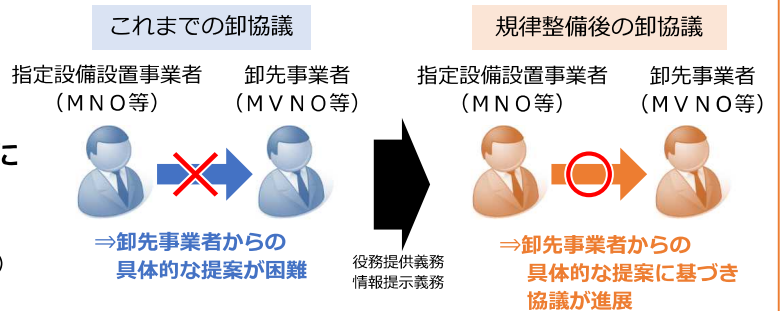 これまでの卸協議
指定設備設置事業者
（ＭＮＯ等）
卸先事業者
（ＭＶＮＯ等）
⇒卸先事業者からの
具体的な提案が困難
に
）
役務提供義務
情報提示義務
規律整備後の卸協議
指定設備設置事業者
（ＭＮＯ等）
卸先事業者
（ＭＶＮＯ等）
⇒卸先事業者からの
具体的な提案に基づき
協議が進展